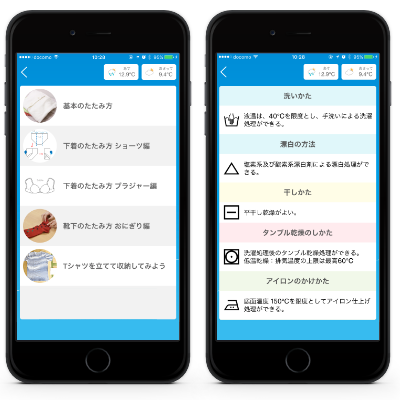 docomo
10:28
95%
12.9℃
9.4℃
基本のたたみ方
下着のたたみ方 ショーツ編
下着のたたみ方 ブラジャー編
靴下のたたみ方 おにぎり編
Tシャツを立てて収納してみよう
docomo
10:28
95%
12.9℃
9.4℃
洗いかた
液温は、40℃を限度とし、手洗いによる洗濯
処理ができる。
漂白の方法
塩素系及び酸素系漂白剤による漂白処理がで
きる。
干しかた
平干し乾燥がよい。
タンブル乾燥のしかた
洗濯処理後のタンブル乾燥処理ができる。
低温乾燥：排気温度の上限は最高60℃
アイロンのかけかた
底面温度 150℃を限度としてアイロン仕上げ
処理ができる。